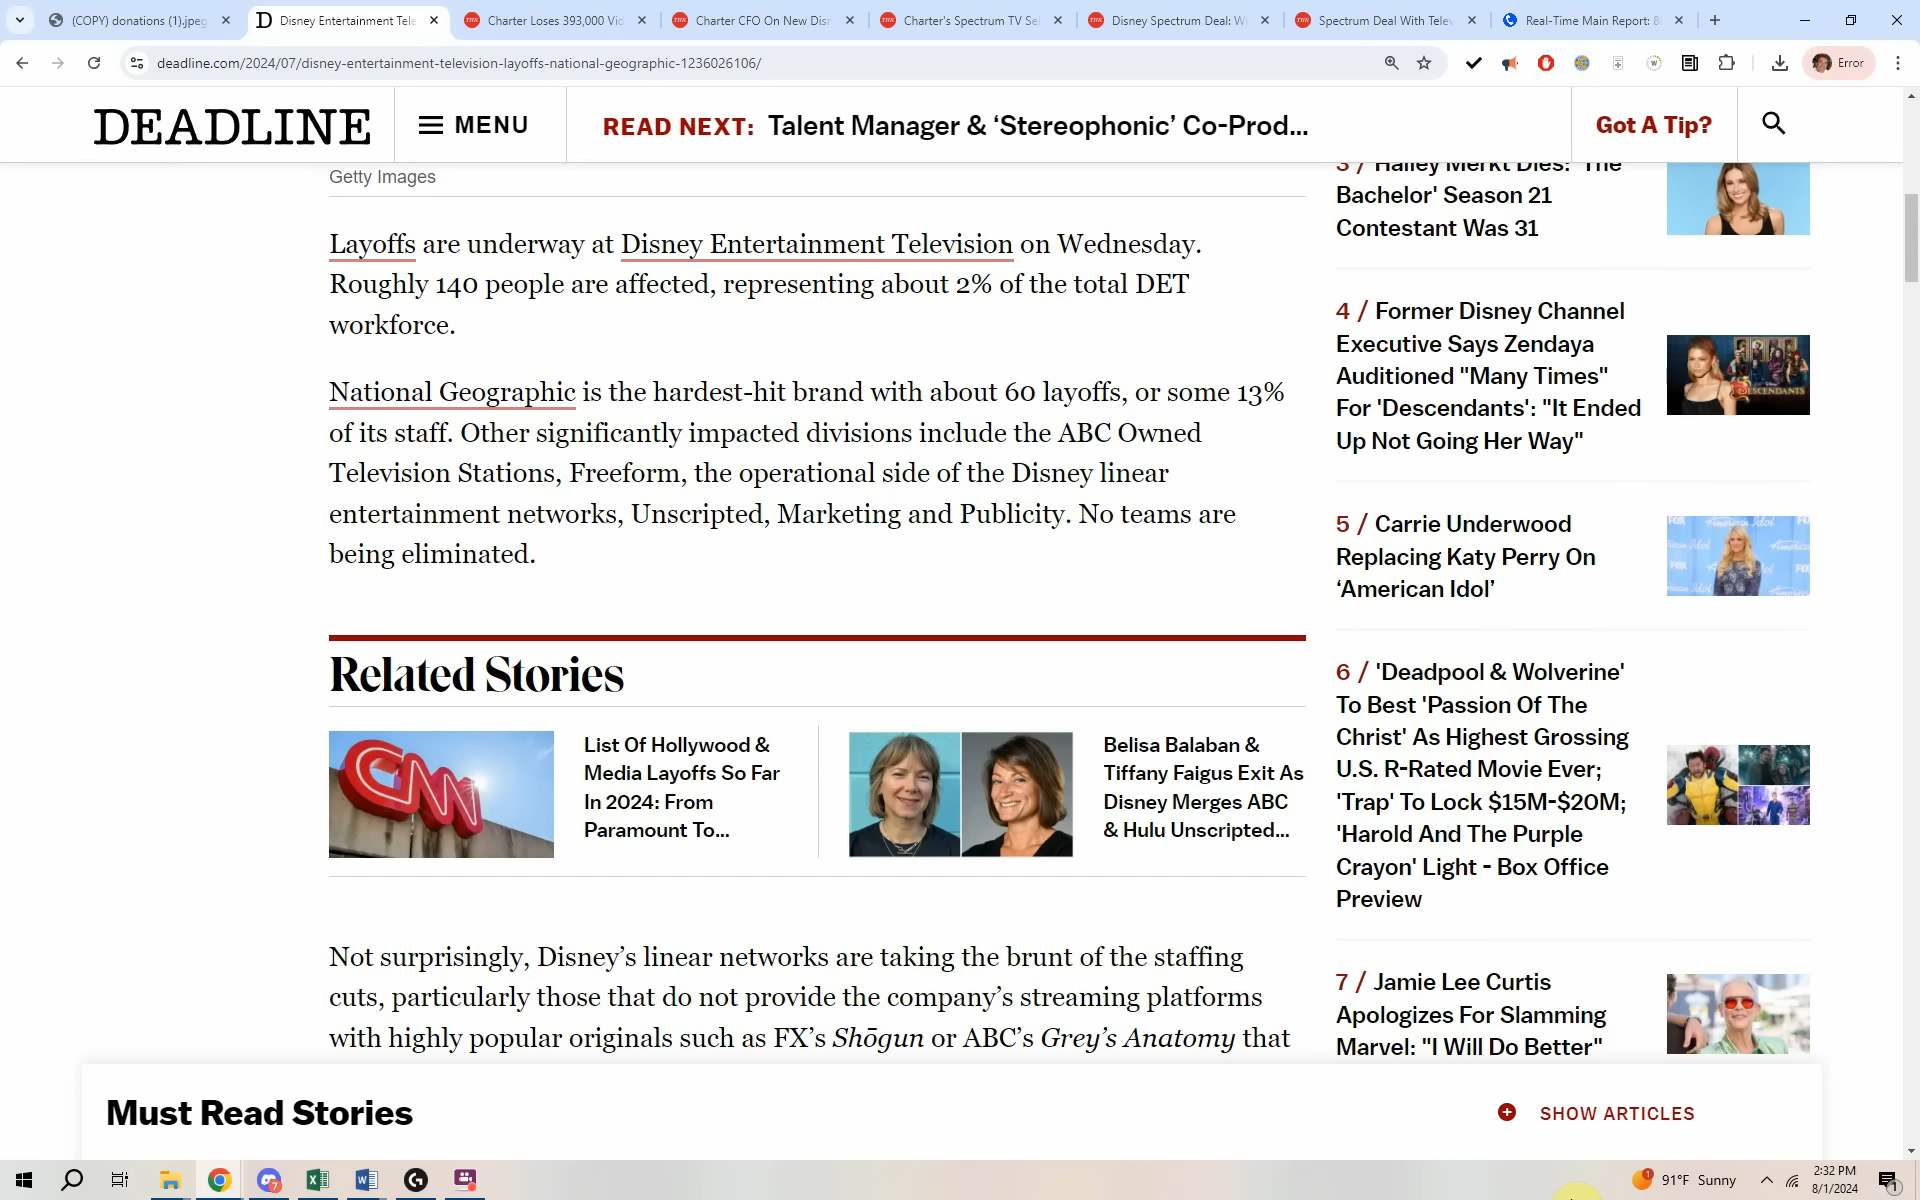 (COPY) donations (1).jpeg
Disney Entertainment Tele
Charter Loses 393,000 Vid
Charter CFO On New Disn
Charter's Spectrum TV Se
Disney Spectrum Deal: W
Spectrum Deal With Telev
Real-Time Main Report: 8
deadline.com/2024/07/disney-entertainment-television-layoffs-national-geographic-1236026106/
Error
DEADLINE
MENU
READ NEXT: Talent Manager & ‘Stereophonic’ Co-Prod...
Got A Tip?
Getty Images
Layoffs are underway at Disney Entertainment Television on Wednesday.
Roughly 140 people are affected, representing about 2% of the total DET
workforce.
National Geographic is the hardest-hit brand with about 60 layoffs, or some 13%
of its staff. Other significantly impacted divisions include the ABC Owned
Television Stations, Freeform, the operational side of the Disney linear
entertainment networks, Unscripted, Marketing and Publicity. No teams are
being eliminated.
Related Stories
CNN
List Of Hollywood &
Media Layoffs So Far
In 2024: From
Paramount To...
Belisa Balaban &
Tiffany Faigus Exit As
Disney Merges ABC
& Hulu Unscripted...
Not surprisingly, Disney’s linear networks are taking the brunt of the staffing
cuts, particularly those that do not provide the company’s streaming platforms
with highly popular originals such as FX’s Shōgun or ABC’s Grey’s Anatomy that
3 / Hailey Merkt Dies: 'The
Bachelor' Season 21
Contestant Was 31
4 / Former Disney Channel
Executive Says Zendaya
Auditioned "Many Times"
For 'Descendants': "It Ended
Up Not Going Her Way"
DESCENDANTS
5 / Carrie Underwood
Replacing Katy Perry On
‘American Idol’
6 / 'Deadpool & Wolverine'
To Best 'Passion Of The
Christ' As Highest Grossing
U.S. R-Rated Movie Ever;
'Trap' To Lock $15M-$20M;
'Harold And The Purple
Crayon' Light - Box Office
Preview
7 / Jamie Lee Curtis
Apologizes For Slamming
Marvel: "I Will Do Better"
Must Read Stories
SHOW ARTICLES
91°F Sunny
2:32 PM
8/1/2024